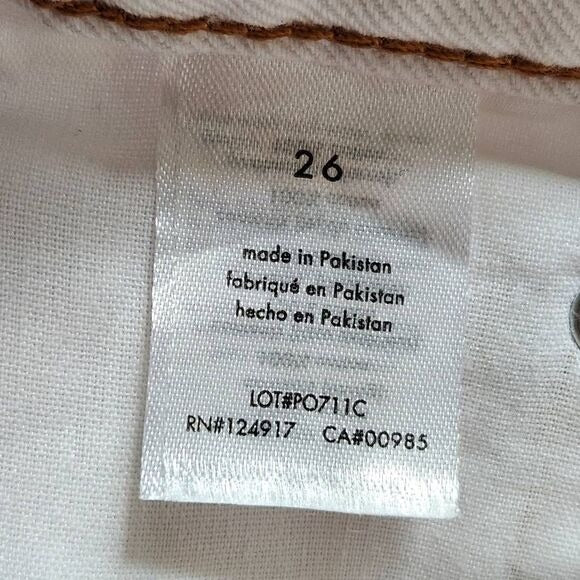 26
made in Pakistan
fabriqué en Pakistan
hecho en Pakistan
LOT#PO711C
RN#124917 CA#00985